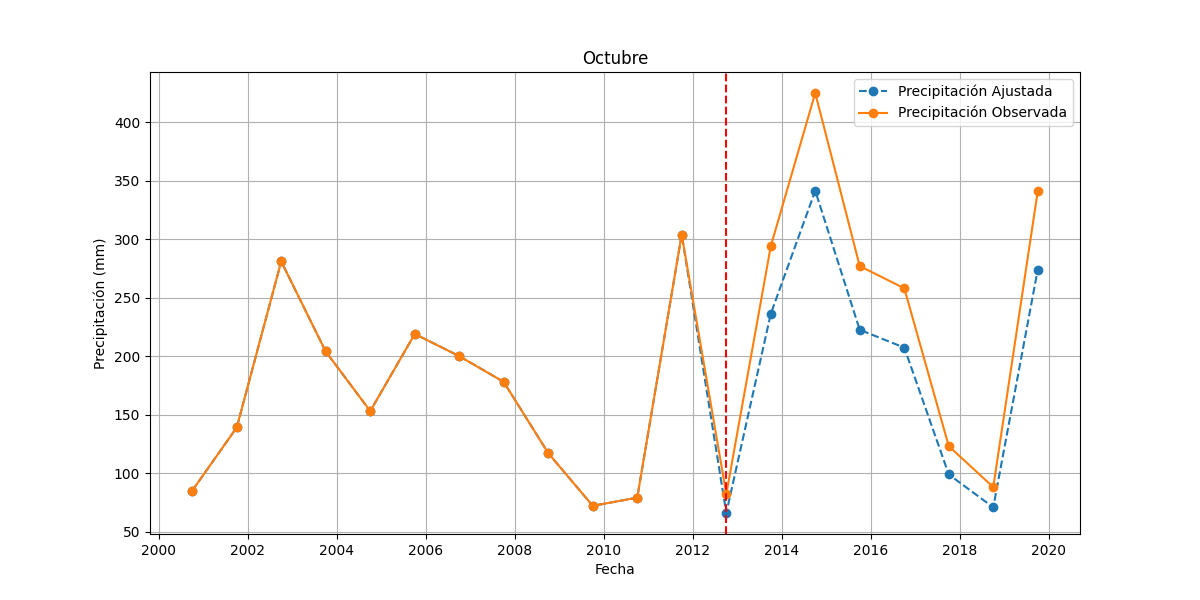 Octubre
Precipitación Ajustada
Precipitación Observada
400
350
300
250
200
150
100
50
Precipitación (mm)
2000 2002 2004 2006 2008 2010 2012 2014 2016 2018 2020
Fecha